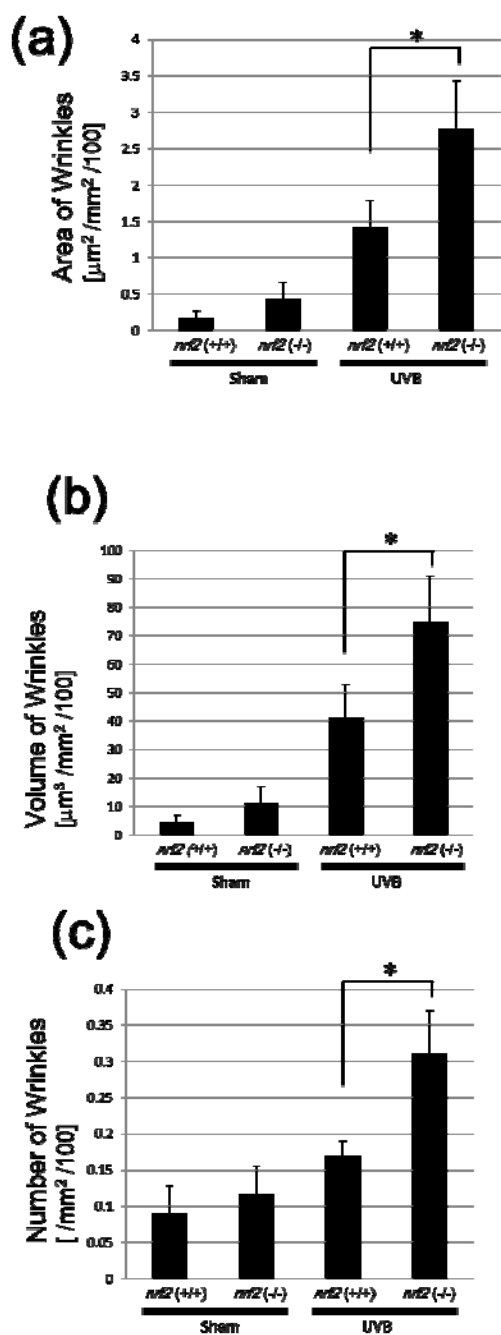 (a)
*
Area of Wrinkles
[μm² /mm² /100]
4
3.5
3
2.5
2
1.5
1
0.5
0
nrf2 (+/+) nrf2 (-/-) nrf2 (+/+) nrf2 (-/-)
Sham UVB
(b)
*
Volume of Wrinkles
[μm³ /mm² /100]
100
90
80
70
60
50
40
30
20
10
0
nrf2 (+/+) nrf2 (-/-) nrf2 (+/+) nrf2 (-/-)
Sham UVB
(c)
*
Number of Wrinkles
[ /mm² /100]
0.4
0.35
0.3
0.25
0.2
0.15
0.1
0.05
0
nrf2 (+/+) nrf2 (-/-) nrf2 (+/+) nrf2 (-/-)
Sham UVB